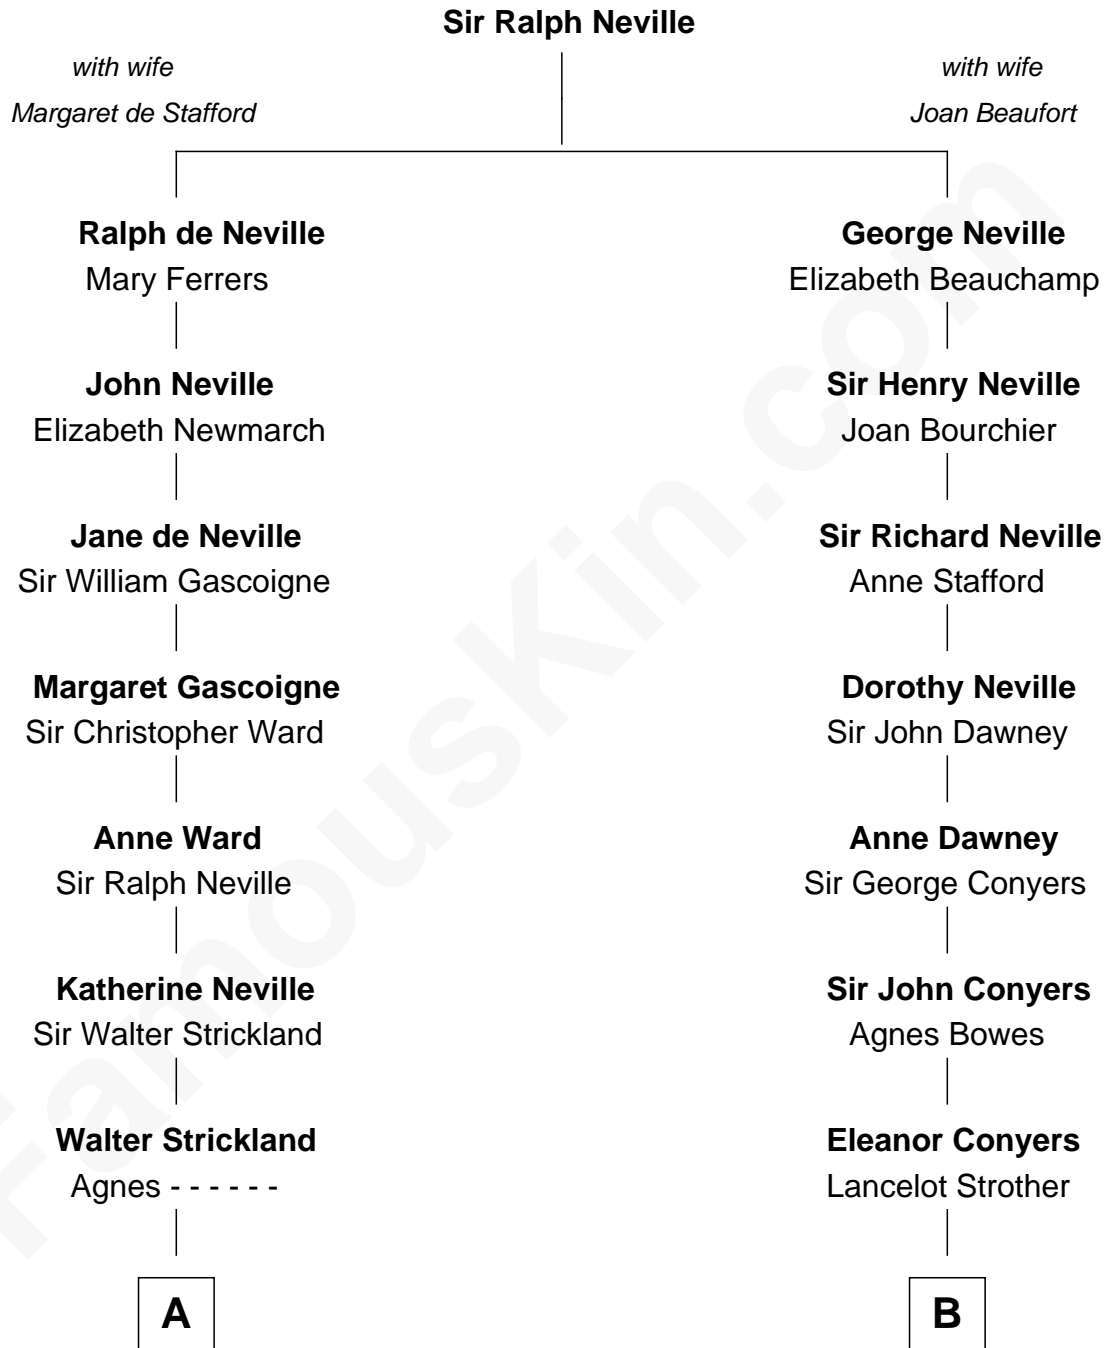 Sir Ralph Neville
with wife
Margaret de Stafford
with wife
Joan Beaufort
Ralph de Neville
Mary Ferrers
John Neville
Elizabeth Newmarch
Jane de Neville
Sir William Gascoigne
Margaret Gascoigne
Sir Christopher Ward
Anne Ward
Sir Ralph Neville
Katherine Neville
Sir Walter Strickland
Walter Strickland
Agnes - - - - - -
A
George Neville
Elizabeth Beauchamp
Sir Henry Neville
Joan Bourchier
Sir Richard Neville
Anne Stafford
Dorothy Neville
Sir John Dawney
Anne Dawney
Sir George Conyers
Sir John Conyers
Agnes Bowes
Eleanor Conyers
Lancelot Strother
B
FamousKin.com